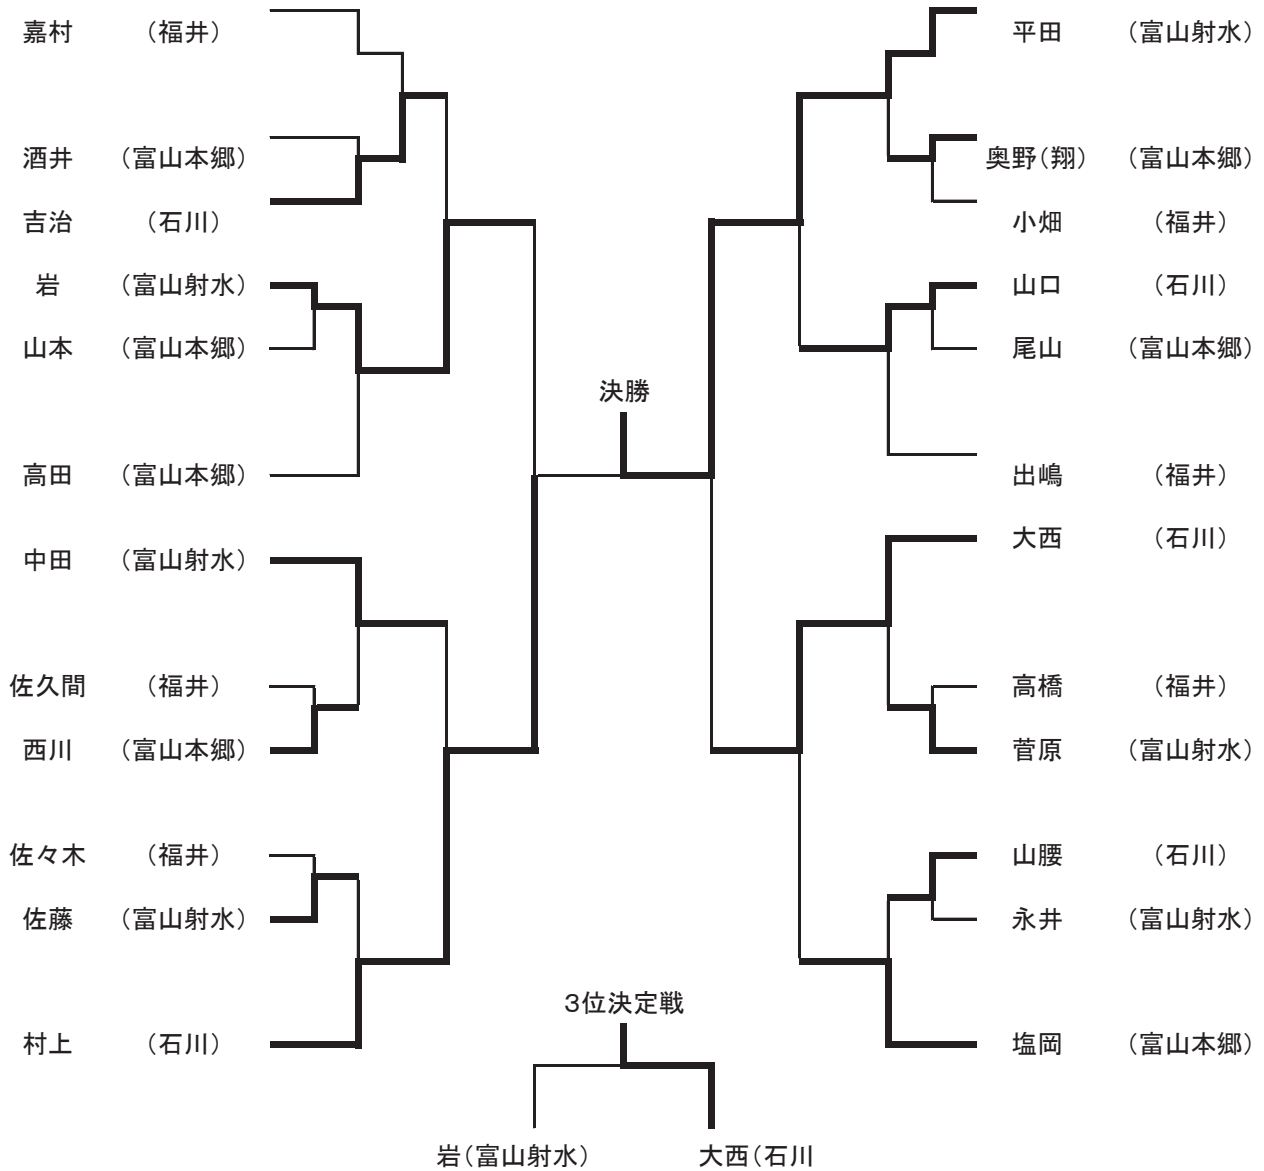 嘉村 (福井)
酒井 (富山本郷)
吉治 (石川)
岩 (富山射水)
山本 (富山本郷)
高田 (富山本郷)
中田 (富山射水)
佐久間 (福井)
西川 (富山本郷)
佐々木 (福井)
佐藤 (富山射水)
村上 (石川)
決勝
3位決定戦
岩(富山射水) 大西(石川
平田 (富山射水)
奥野(翔) (富山本郷)
小畑 (福井)
山口 (石川)
尾山 (富山本郷)
出嶋 (福井)
大西 (石川)
高橋 (福井)
菅原 (富山射水)
山腰 (石川)
永井 (富山射水)
塩岡 (富山本郷)